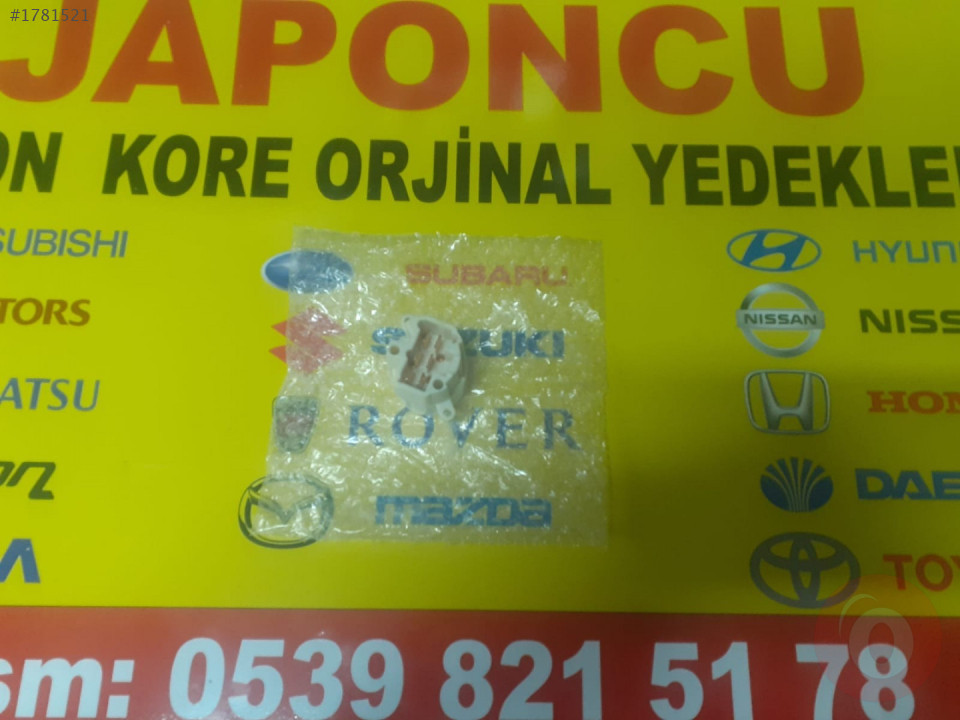 #1781521
JAPONCU
ON KORE ORJİNAL YEDEKLE
SUBISHI SUBARU HYUN
TORS SUZUKI NISSAN NISS
ATSU ROVER HON
mazda DAE
TOY
sm: 0539 821 51 78